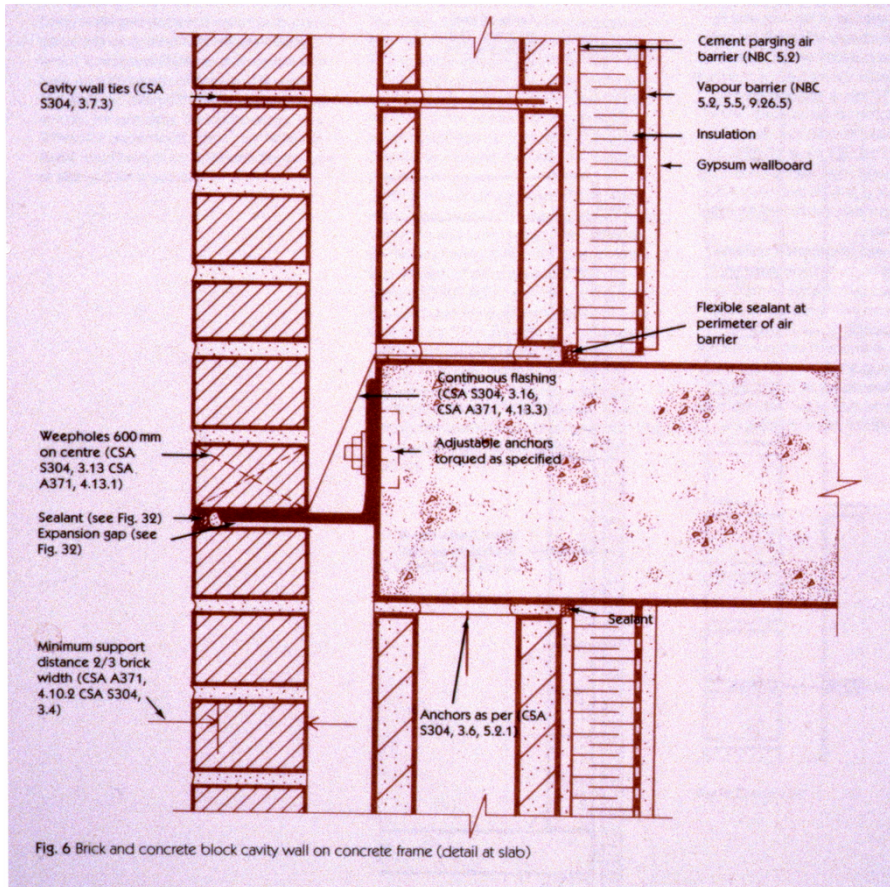 Cement parging air
barrier (NBC 5.2)
Cavity wall ties (CSA
S304, 3.7.3)
Vapour barrier (NBC
5.2, 5.5, 9.26.5)
Insulation
Gypsum wallboard
Flexible sealant at
perimeter of air
barrier
Continuous flashing
(CSA S304, 3.16,
CSA A371, 4.13.3)
Weepholes 600 mm
on centre (CSA
S304, 3.13 CSA
A371, 4.13.1)
Adjustable anchors
torqued as specified
Sealant (see Fig. 32)
Expansion gap (see
Fig. 32)
Sealant
Minimum support
distance 2/3 brick
width (CSA A371,
4.10.2 CSA S304,
3.4)
Anchors as per (CSA
S304, 3.6, 5.2.1)
Fig. 6 Brick and concrete block cavity wall on concrete frame (detail at slab)